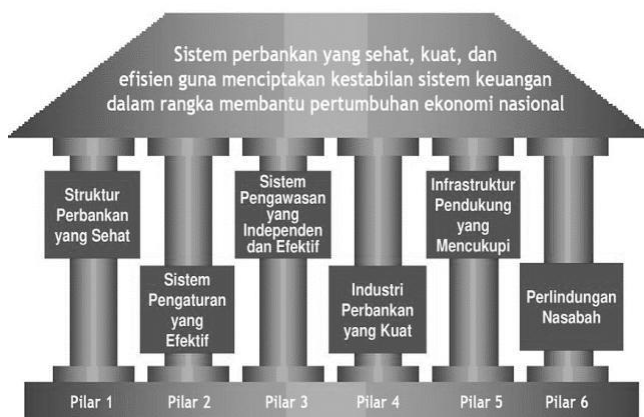 Sistem perbankan yang sehat, kuat, dan
efisien guna menciptakan kestabilan sistem keuangan
dalam rangka membantu pertumbuhan ekonomi nasional
Struktur
Perbankan
yang Sehat
Sistem
Pengaturan
yang
Efektif
Sistem
Pengawasan
yang
Independen
dan Efektif
Industri
Perbankan
yang Kuat
Infrastruktur
Pendukung
yang
Mencukupi
Perlindungan
Nasabah
Pilar 1
Pilar 2
Pilar 3
Pilar 4
Pilar 5
Pilar 6